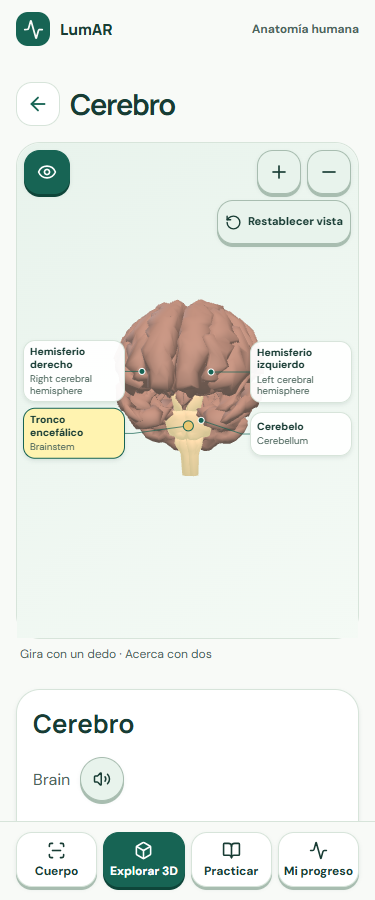 LumAR
Anatomía humana
Cerebro
Restablecer vista
Hemisferio
derecho
Right cerebral
hemisphere
Hemisferio
izquierdo
Left cerebral
hemisphere
Tronco
encefálico
Brainstem
Cerebelo
Cerebellum
Gira con un dedo · Acerca con dos
Cerebro
Brain
Cuerpo
Explorar 3D
Practicar
Mi progreso